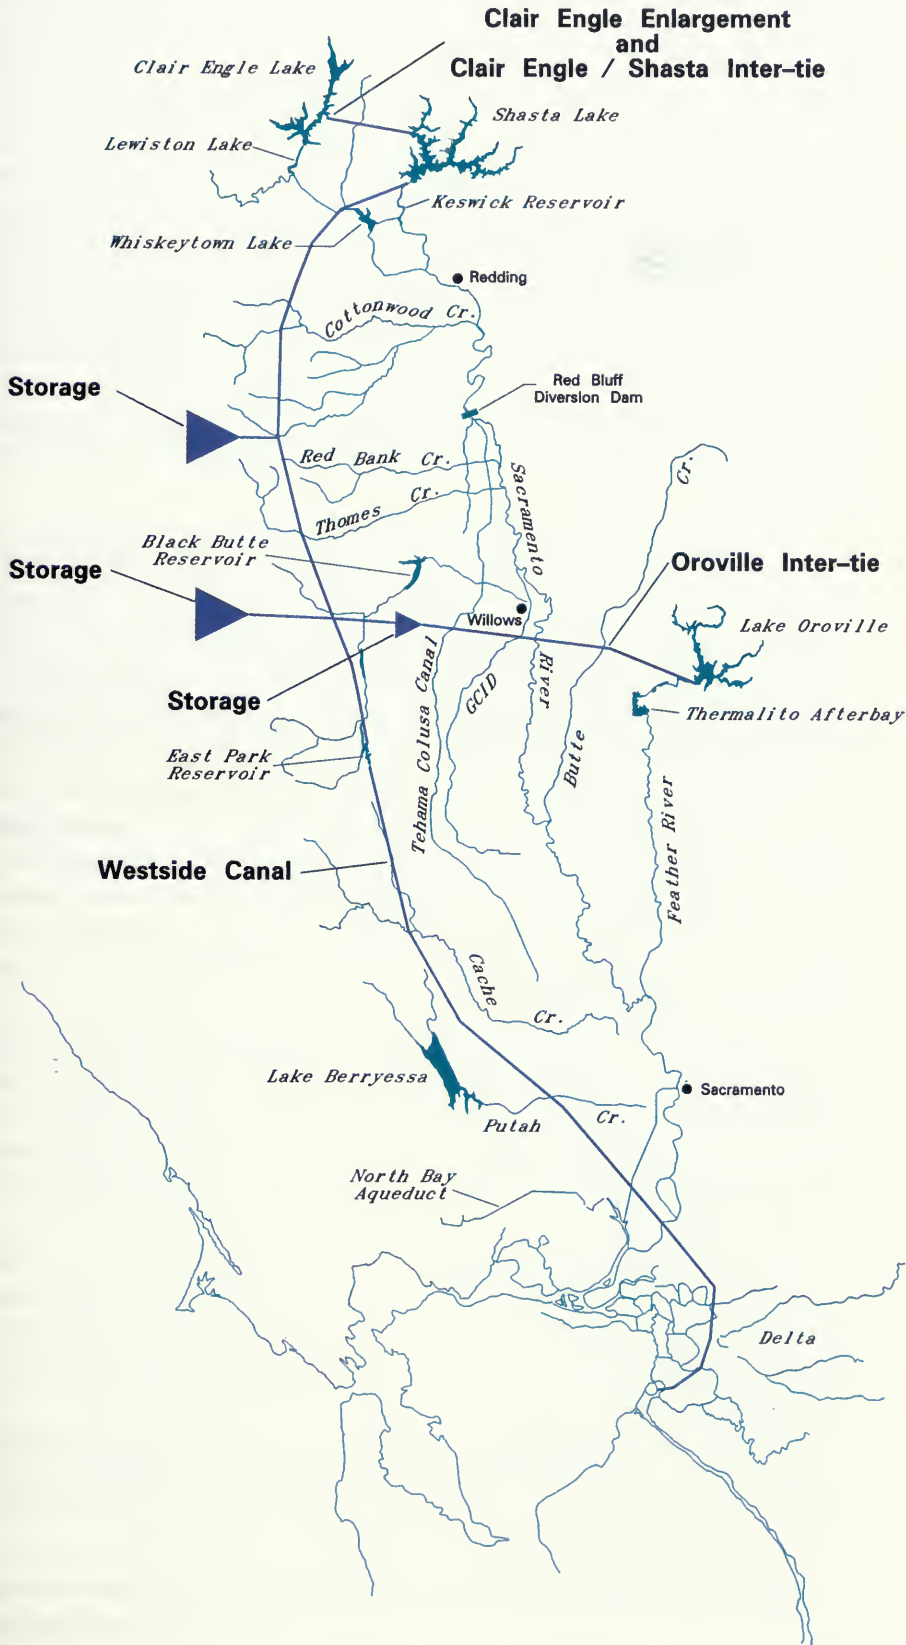 Clair Engle Enlargement
and
Clair Engle / Shasta Inter-tie
Clair Engle Lake
Shasta Lake
Lewiston Lake
Keswick Reservoir
Whiskeytown Lake
Redding
Cottonwood Cr.
Storage
Red Bluff
Diversion Dam
Red Bank Cr.
Sacramento
River
Cr.
Butte
Thomes Cr.
Black Butte
Reservoir
Storage
Oroville Inter-tie
Willows
Lake Oroville
Storage
Tehama Colusa Canal
GCID
Thermalito Afterbay
East Park
Reservoir
Feather River
Westside Canal
Cache Cr.
Lake Berryessa
Sacramento
Putah Cr.
North Bay
Aqueduct
Delta